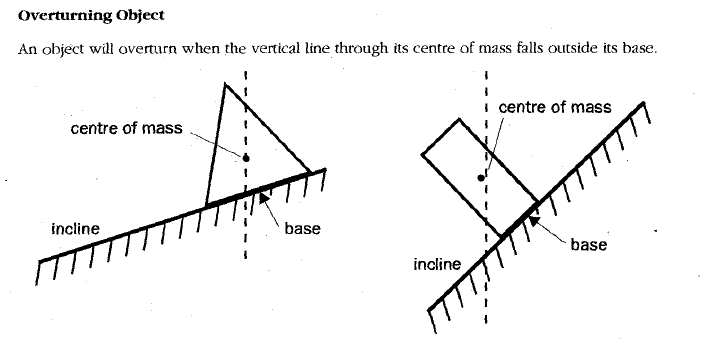 Overturning Object
An object will overturn when the vertical line through its centre of mass falls outside its base.
centre of mass
centre of mass
incline
base
base
incline